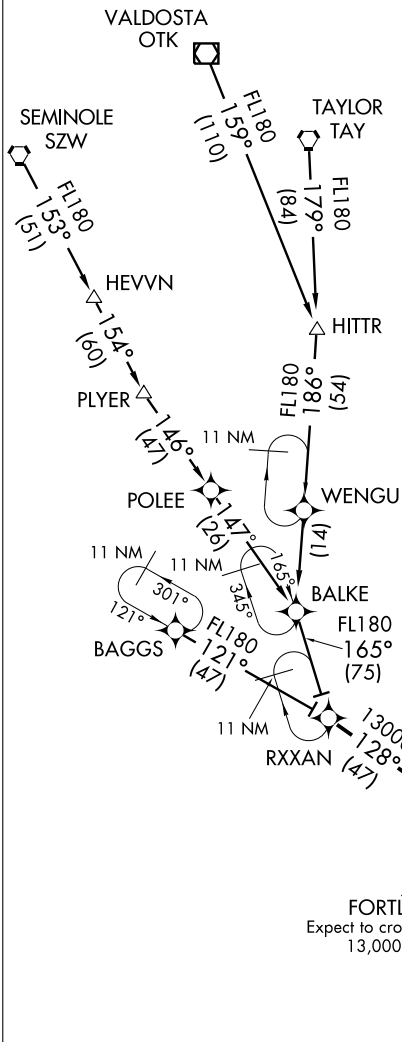 VALDOSTA
OTK
SEMINOLE
SZW
TAYLOR
TAY
FL180
159°
(110)
FL180
179°
(84)
FL180
153°
(51)
HEVVN
154°
(60)
HITTR
PLYER
FL180
186°
(54)
146°
(47)
11 NM
POLEE
WENGU
(14)
147°
(26)
11 NM
11 NM
165°
345°
BALKE
301°
121°
BAGGS
FL180
121°
(47)
FL180
165°
(75)
11 NM
RXXAN
1300
128°
(47)
FORTL
Expect to cro
13,000